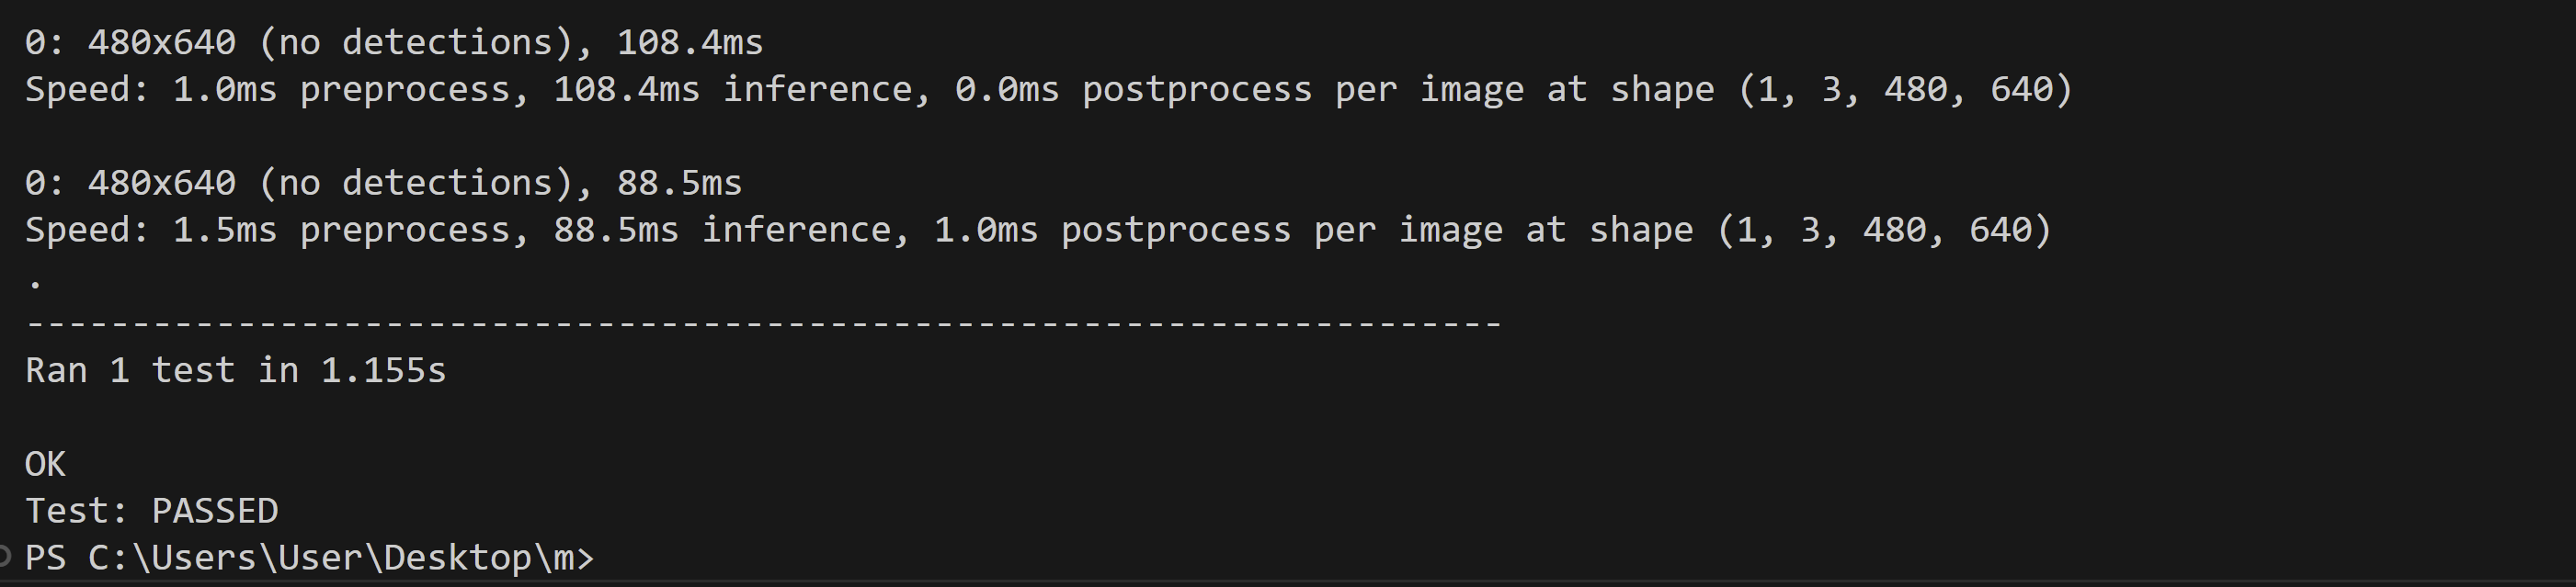 0: 480x640 (no detections), 108.4ms
Speed: 1.0ms preprocess, 108.4ms inference, 0.0ms postprocess per image at shape (1, 3, 480, 640)
0: 480x640 (no detections), 88.5ms
Speed: 1.5ms preprocess, 88.5ms inference, 1.0ms postprocess per image at shape (1, 3, 480, 640)
.
----------------------------------------------------------------------
Ran 1 test in 1.155s
OK
Test: PASSED
PS C:\Users\User\Desktop\m>